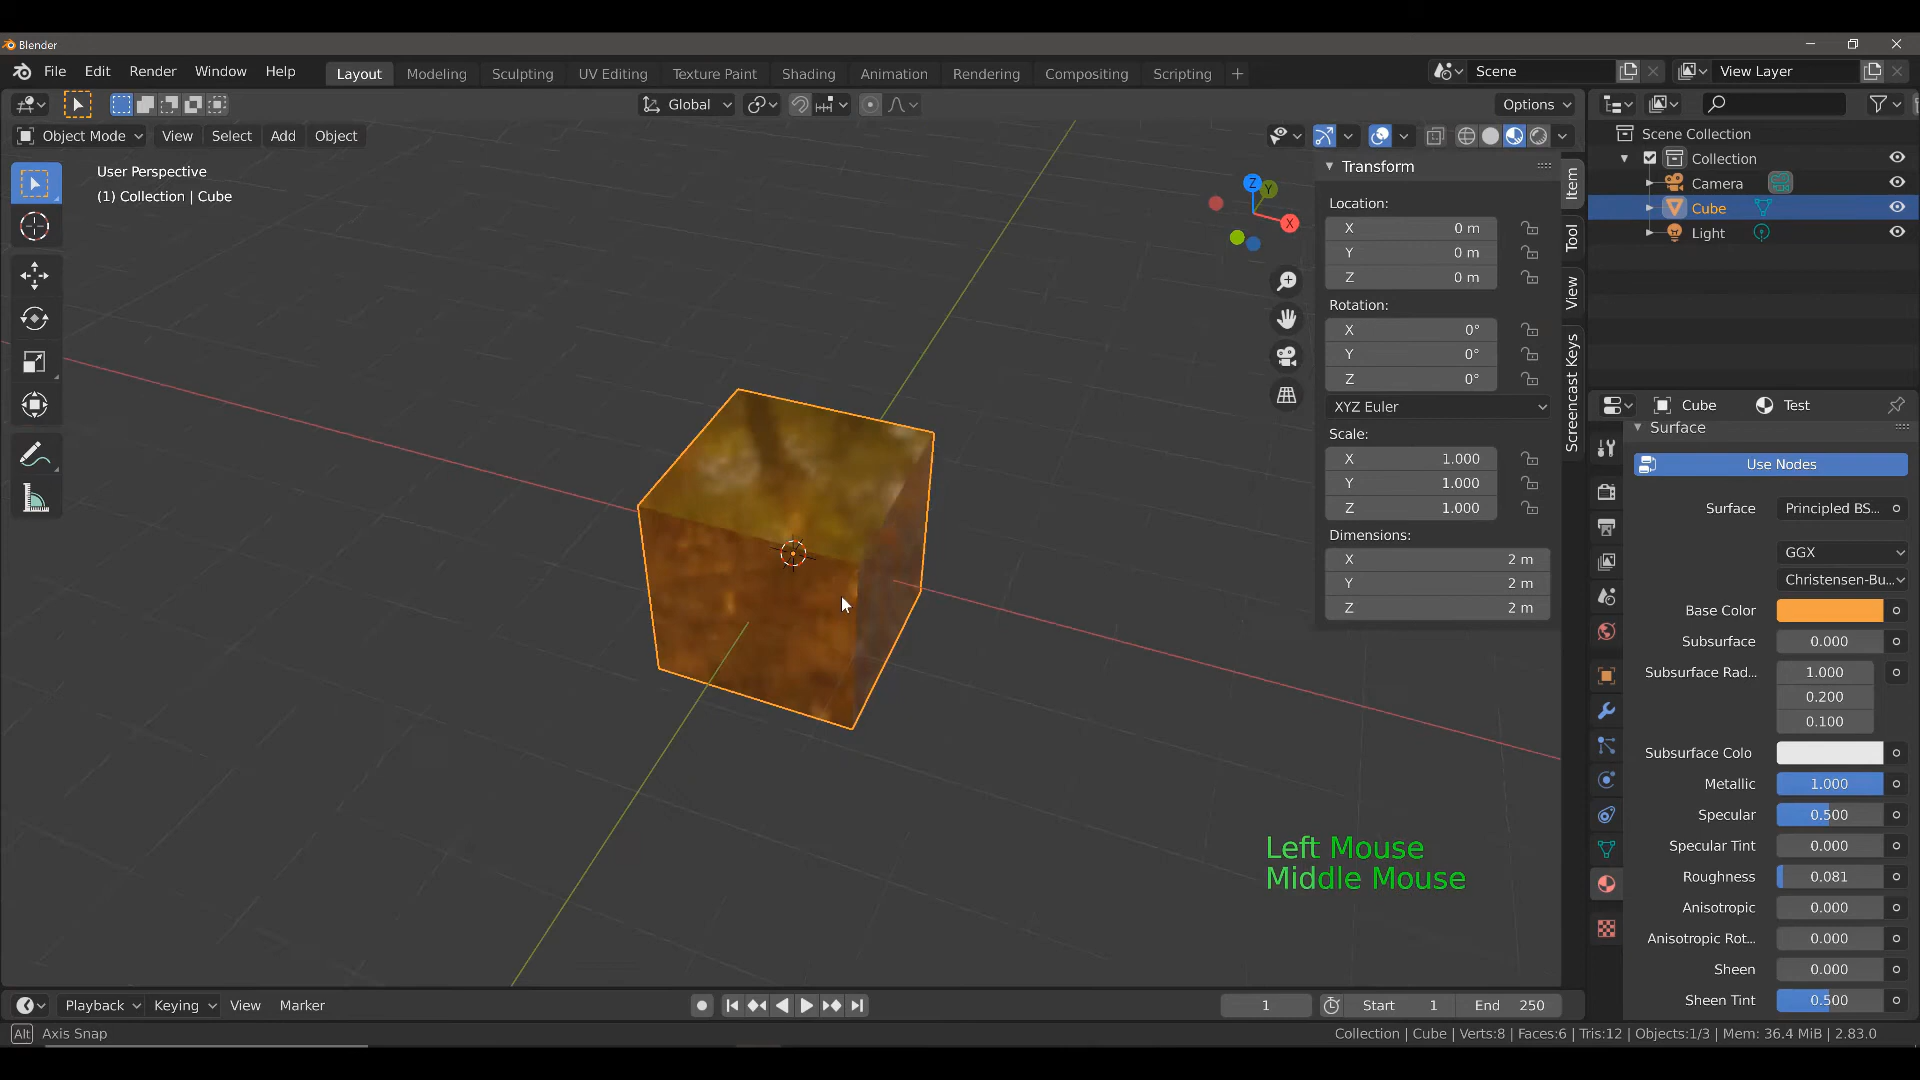 Blender
File Edit Render Window Help Layout Modeling Sculpting UV Editing Texture Paint Shading Animation Rendering Compositing Scripting + Scene View Layer
Global Options
Object Mode View Select Add Object
User Perspective
(1) Collection | Cube
Z Y X
Transform
Location:
X 0 m
Y 0 m
Z 0 m
Rotation:
X 0°
Y 0°
Z 0°
XYZ Euler
Scale:
X 1.000
Y 1.000
Z 1.000
Dimensions:
X 2 m
Y 2 m
Z 2 m
Item
Tool
View
Screencast Keys
Scene Collection
Collection
Camera
Cube
Light
Cube Test
Surface
Use Nodes
Surface Principled BS...
GGX
Christensen-Bu...
Base Color
Subsurface 0.000
Subsurface Rad... 1.000
0.200
0.100
Subsurface Colo
Metallic 1.000
Specular 0.500
Specular Tint 0.000
Roughness 0.081
Anisotropic 0.000
Anisotropic Rot... 0.000
Sheen 0.000
Sheen Tint 0.500
Left Mouse
Middle Mouse
Playback Keying View Marker 1 Start 1 End 250
Alt Axis Snap Collection | Cube | Verts:8 | Faces:6 | Tris:12 | Objects:1/3 | Mem: 36.4 MiB | 2.83.0